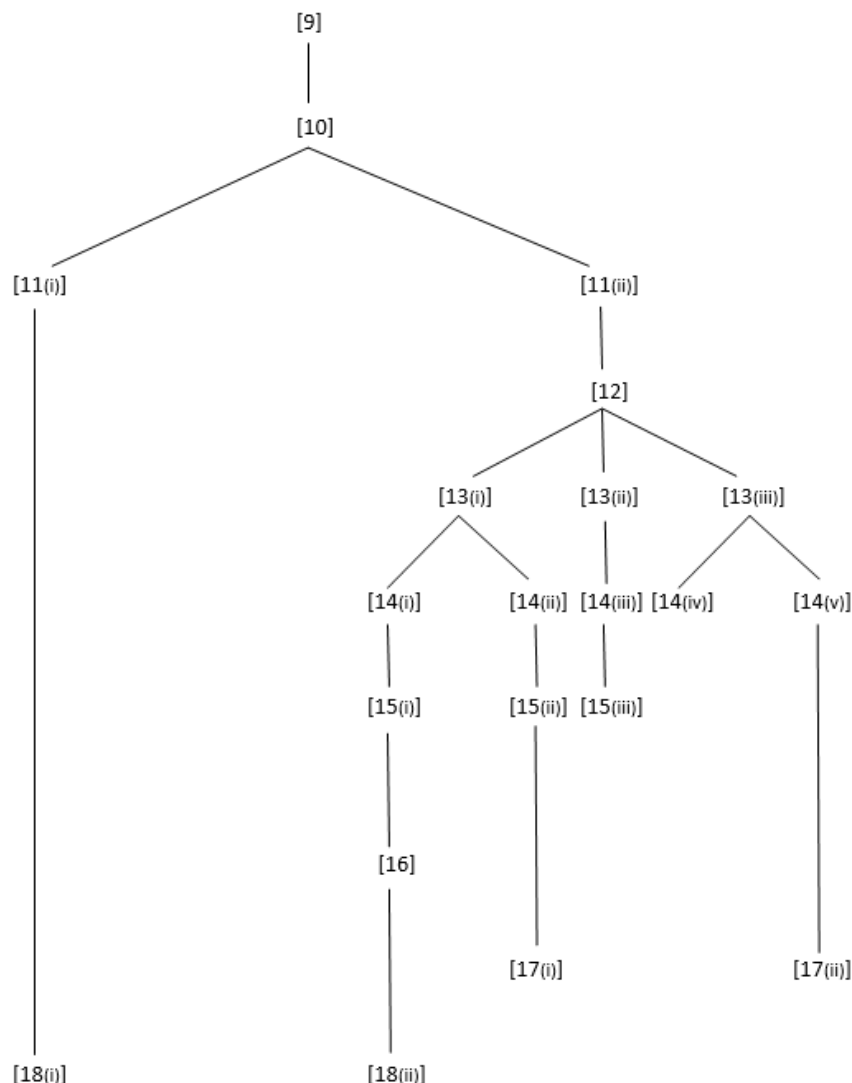 [9]
[10]
[11(i)] [11(ii)]
[12]
[13(i)] [13(ii)] [13(iii)]
[14(i)] [14(ii)] [14(iii)] [14(iv)] [14(v)]
[15(i)] [15(ii)] [15(iii)]
[16]
[17(i)] [17(ii)]
[18(i)] [18(ii)]